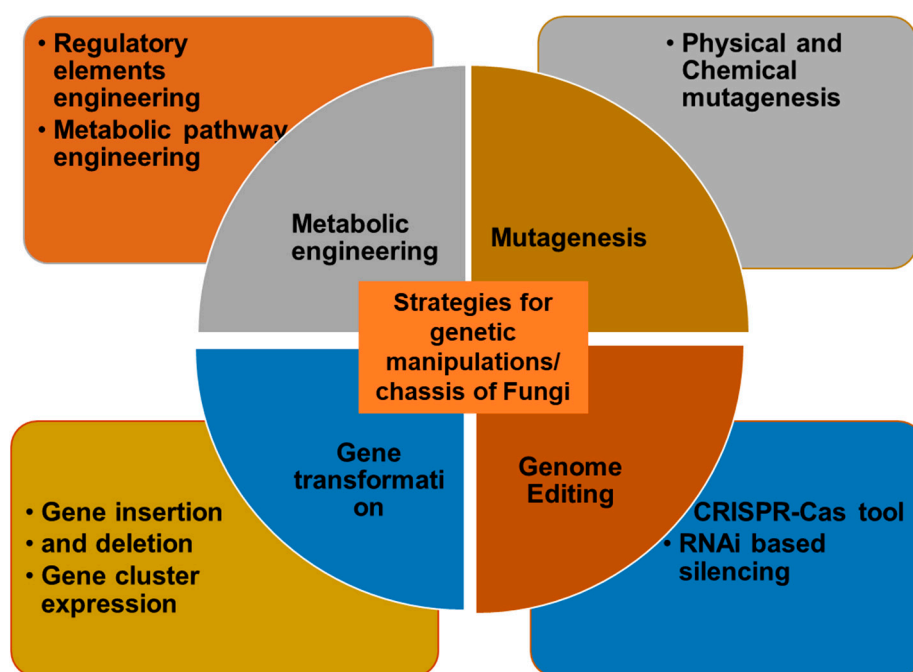 • Regulatory
elements
engineering
• Metabolic pathway
engineering
• Physical and
Chemical
mutagenesis
Metabolic
engineering
Mutagenesis
Strategies for
genetic
manipulations/
chassis of Fungi
Gene
transformati
on
Genome
Editing
• Gene insertion
• and deletion
• Gene cluster
expression
CRISPR-Cas tool
• RNAi based
silencing